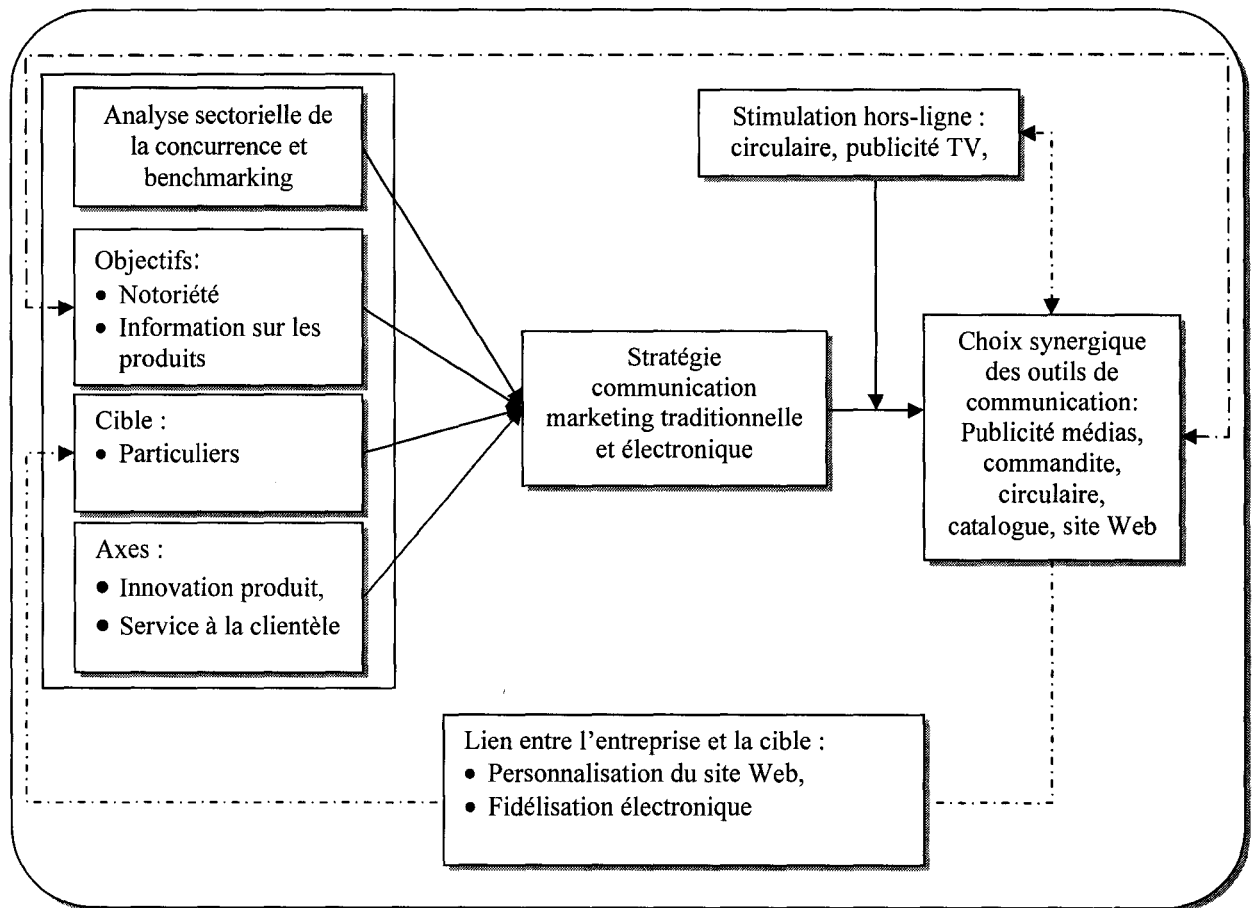 Analyse sectorielle de
la concurrence et
benchmarking
Objectifs:
• Notoriété
• Information sur les
produits
Cible :
• Particuliers
Axes :
• Innovation produit,
• Service à la clientèle
Stratégie
communication
marketing traditionnelle
et électronique
Stimulation hors-ligne :
circulaire, publicité TV,
Choix synergique
des outils de
communication:
Publicité médias,
commandite,
circulaire,
catalogue, site Web
Lien entre l'entreprise et la cible :
• Personnalisation du site Web,
• Fidélisation électronique